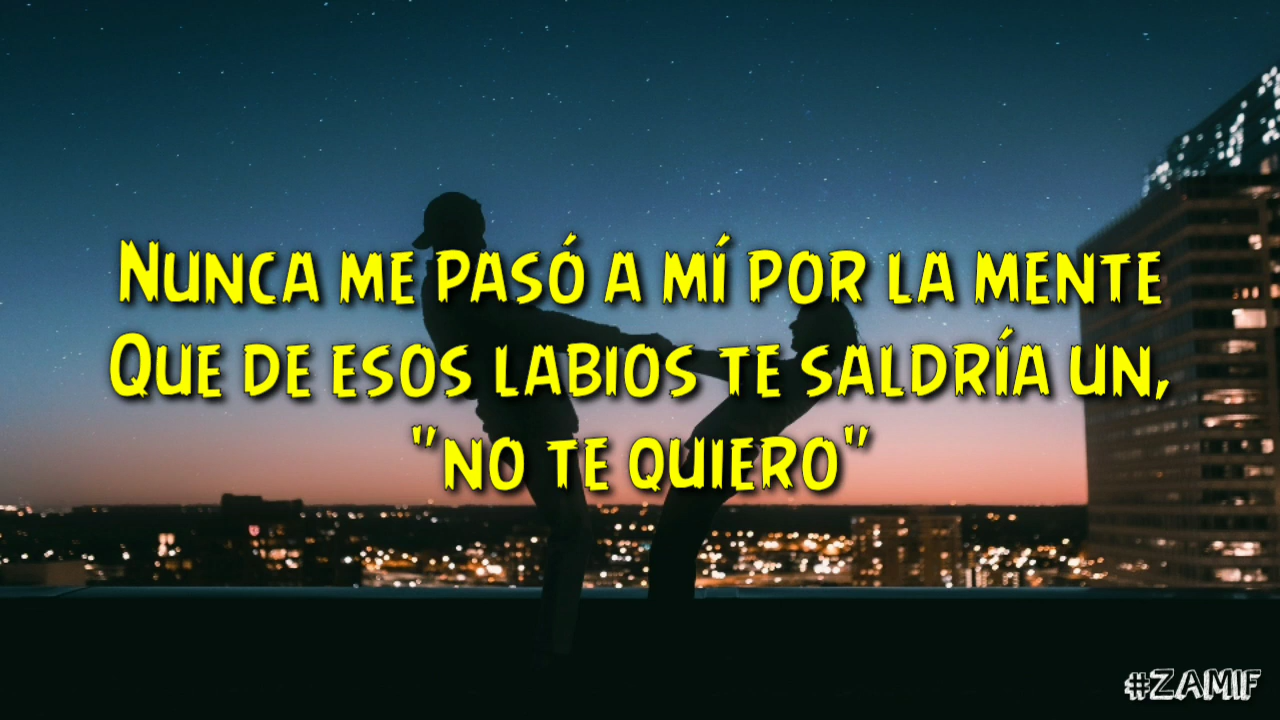 Nunca me pasó a mí por la mente
Que de esos labios te saldría un,
"no te quiero"
#ZAMIF